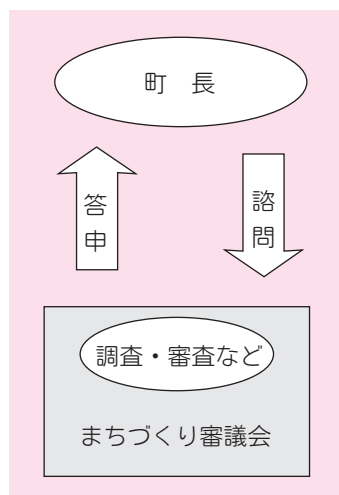 町　長
答申
諮問
調査・審査など
まちづくり審議会